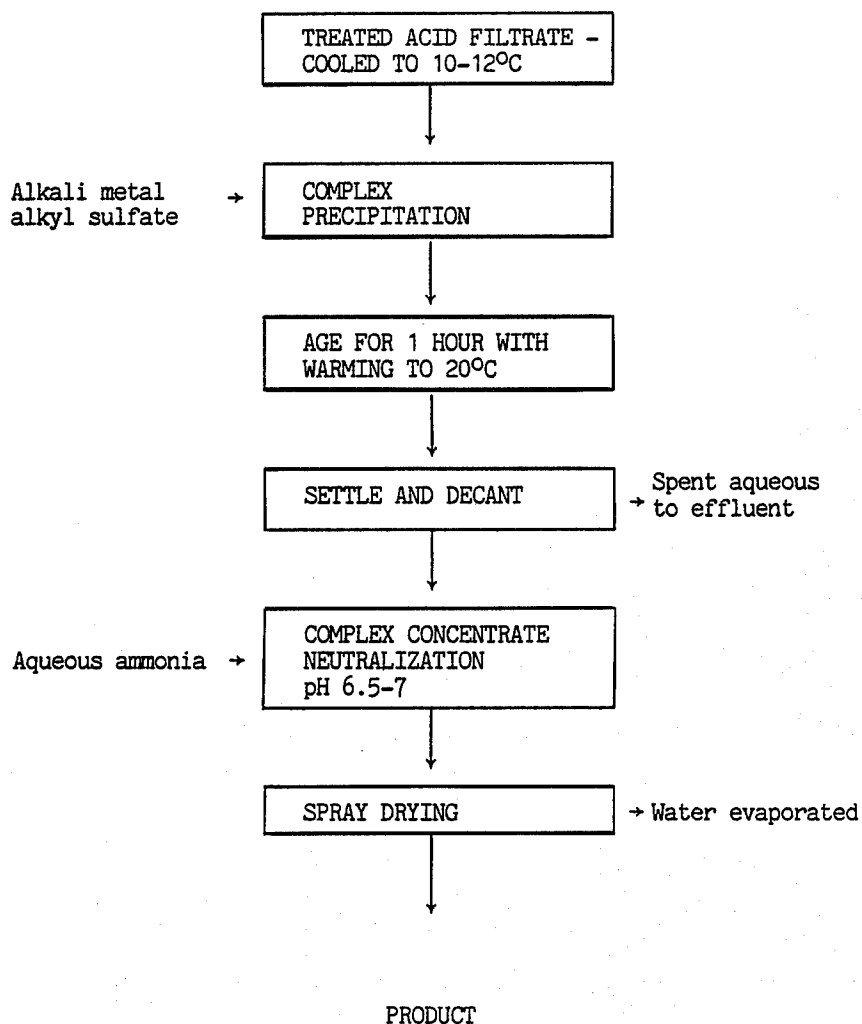 TREATED ACID FILTRATE -
COOLED TO 10-12°C
Alkali metal
alkyl sulfate
COMPLEX
PRECIPITATION
AGE FOR 1 HOUR WITH
WARMING TO 20°C
SETTLE AND DECANT
Spent aqueous
to effluent
Aqueous ammonia
COMPLEX CONCENTRATE
NEUTRALIZATION
pH 6.5-7
SPRAY DRYING
Water evaporated
PRODUCT